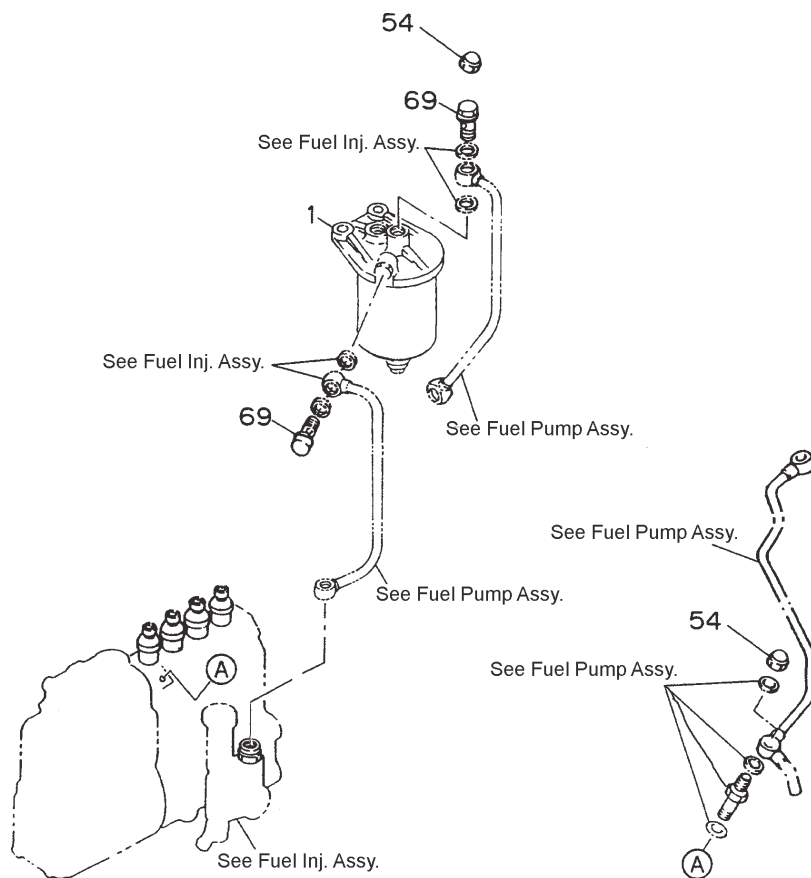 54
69
See Fuel Inj. Assy.
1
See Fuel Inj. Assy.
69
See Fuel Pump Assy.
See Fuel Pump Assy.
See Fuel Pump Assy.
54
A
See Fuel Pump Assy.
See Fuel Inj. Assy.
A